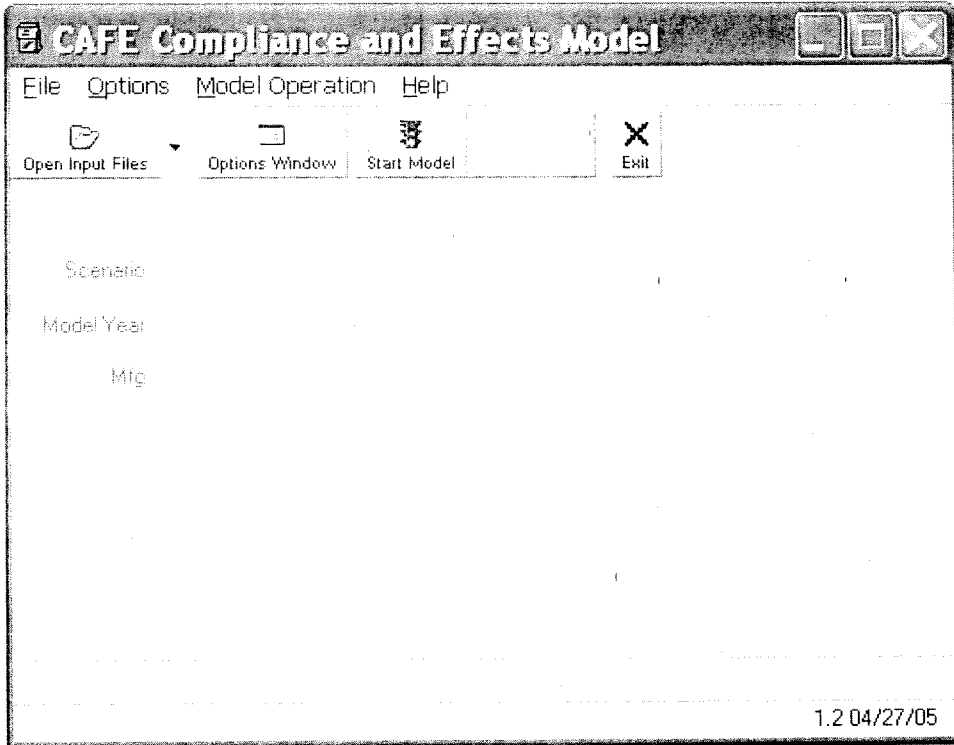 CAFE Compliance and Effects Model
File Options Model Operation Help
Open Input Files Options Window Start Model Exit
Scenario
Model Year
Mfg
1.2 04/27/05